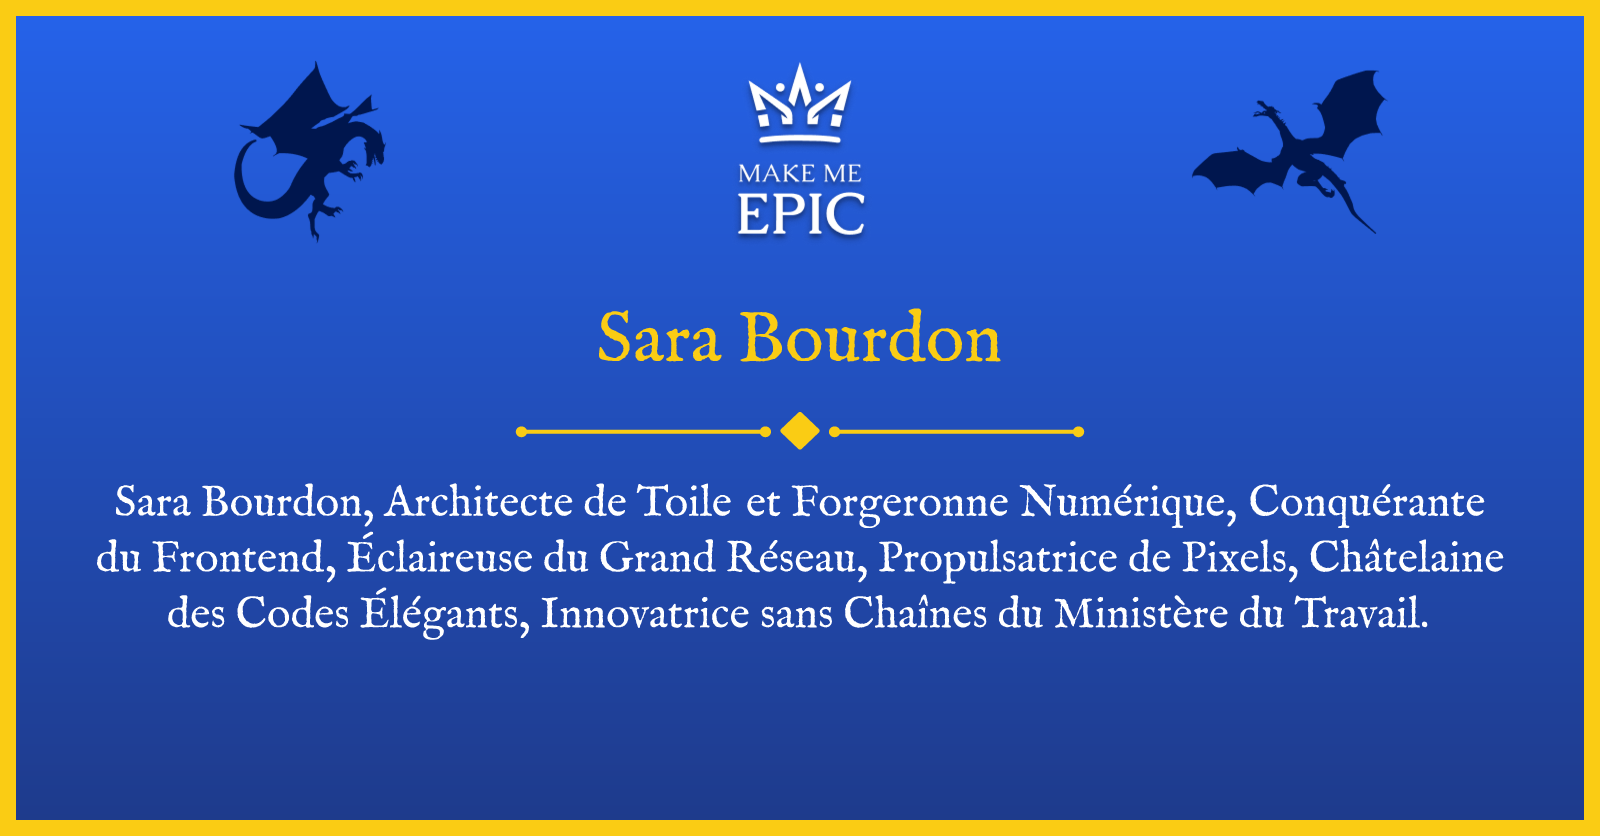 MAKE ME
EPIC
Sara Bourdon
Sara Bourdon, Architecte de Toile et Forgeronne Numérique, Conquérante
du Frontend, Éclaireuse du Grand Réseau, Propulsatrice de Pixels, Châtelaine
des Codes Élégants, Innovatrice sans Chaînes du Ministère du Travail.